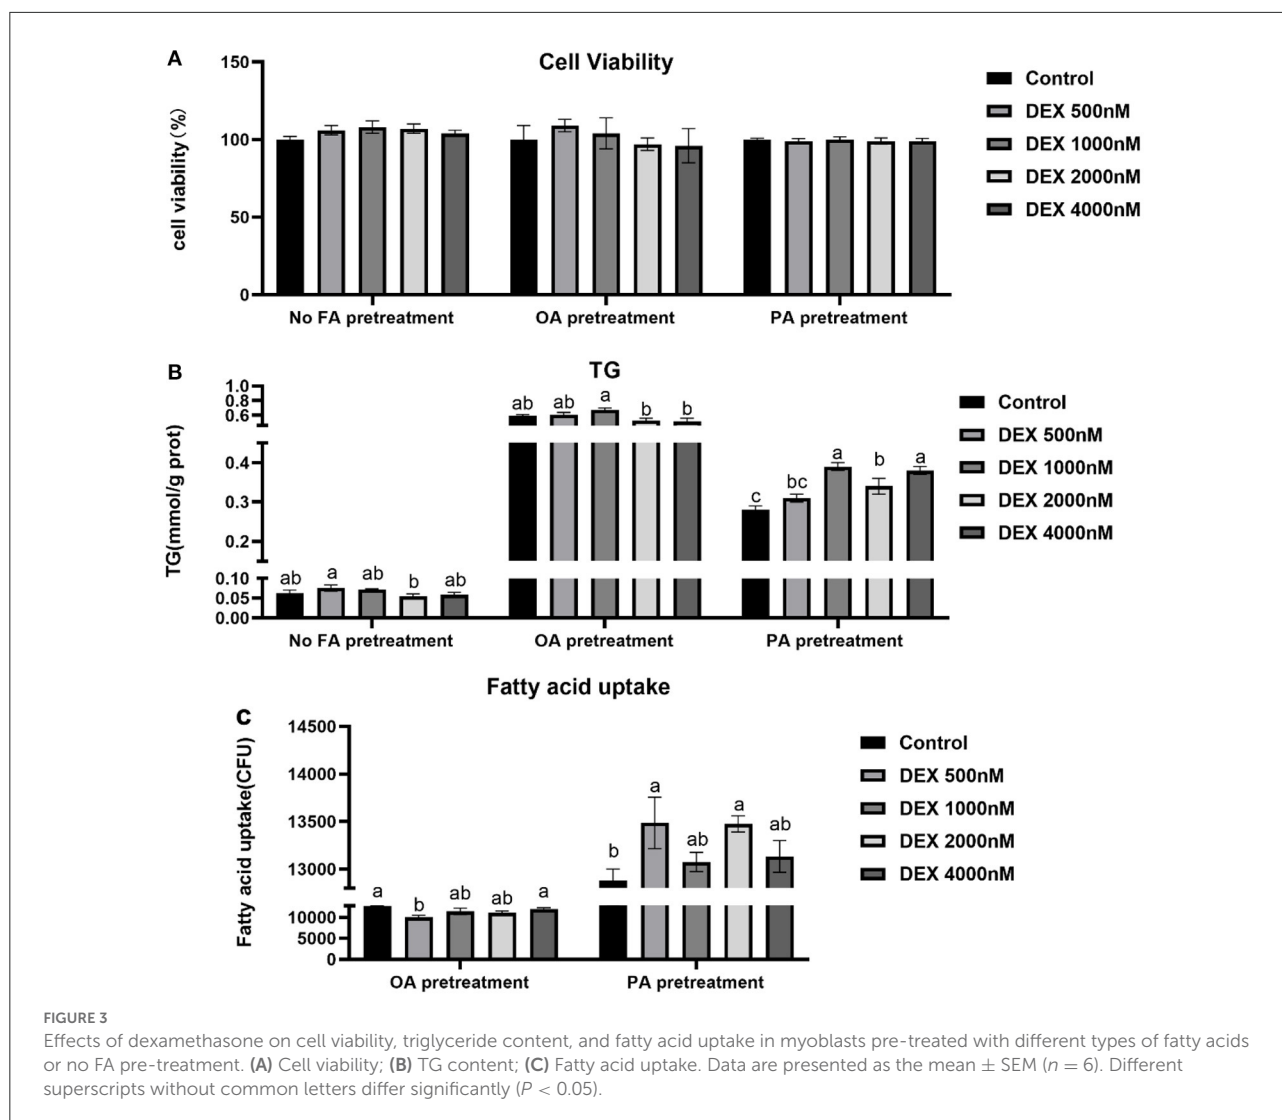 A
Cell Viability
cell viability(%)
150
100
50
0
No FA pretreatment
OA pretreatment
PA pretreatment
Control
DEX 500nM
DEX 1000nM
DEX 2000nM
DEX 4000nM
B
TG
TG(mmol/g prot)
1.0
0.8
0.6
0.4
0.3
0.2
0.10
0.05
0.00
ab a ab b ab
ab ab a b b
c bc a b a
No FA pretreatment
OA pretreatment
PA pretreatment
Control
DEX 500nM
DEX 1000nM
DEX 2000nM
DEX 4000nM
Fatty acid uptake
C
Fatty acid uptake(CFU)
14500
14000
13500
13000
10000
5000
0
a b ab ab a
b a ab a ab
OA pretreatment
PA pretreatment
Control
DEX 500nM
DEX 1000nM
DEX 2000nM
DEX 4000nM
FIGURE 3
Effects of dexamethasone on cell viability, triglyceride content, and fatty acid uptake in myoblasts pre-treated with different types of fatty acids
or no FA pre-treatment. (A) Cell viability; (B) TG content; (C) Fatty acid uptake. Data are presented as the mean ± SEM (n = 6). Different
superscripts without common letters differ significantly (P < 0.05).